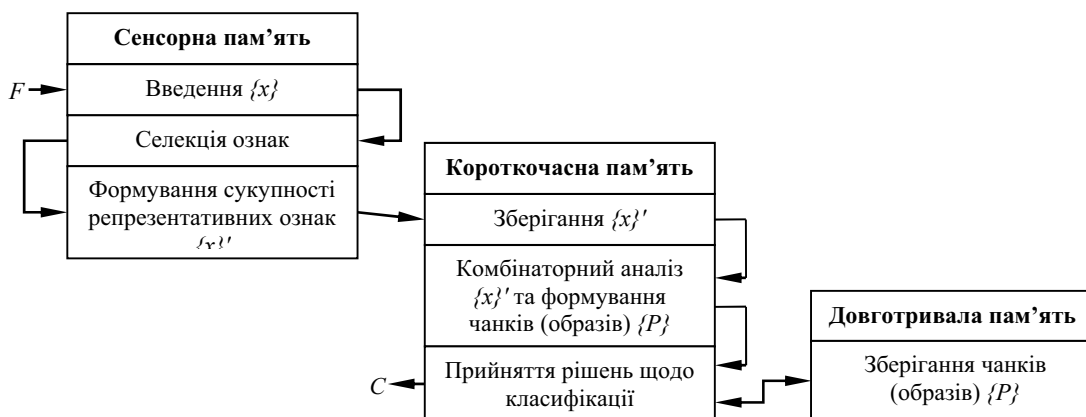 Сенсорна пам’ять
F
Введення {x}
Селекція ознак
Формування сукупності
репрезентативних ознак
{x}'
Короткочасна пам’ять
Зберігання {x}'
Комбінаторний аналіз
{x}' та формування
чанків (образів) {P}
Прийняття рішень щодо
класифікації
C
Довготривала пам’ять
Зберігання чанків
(образів) {P}